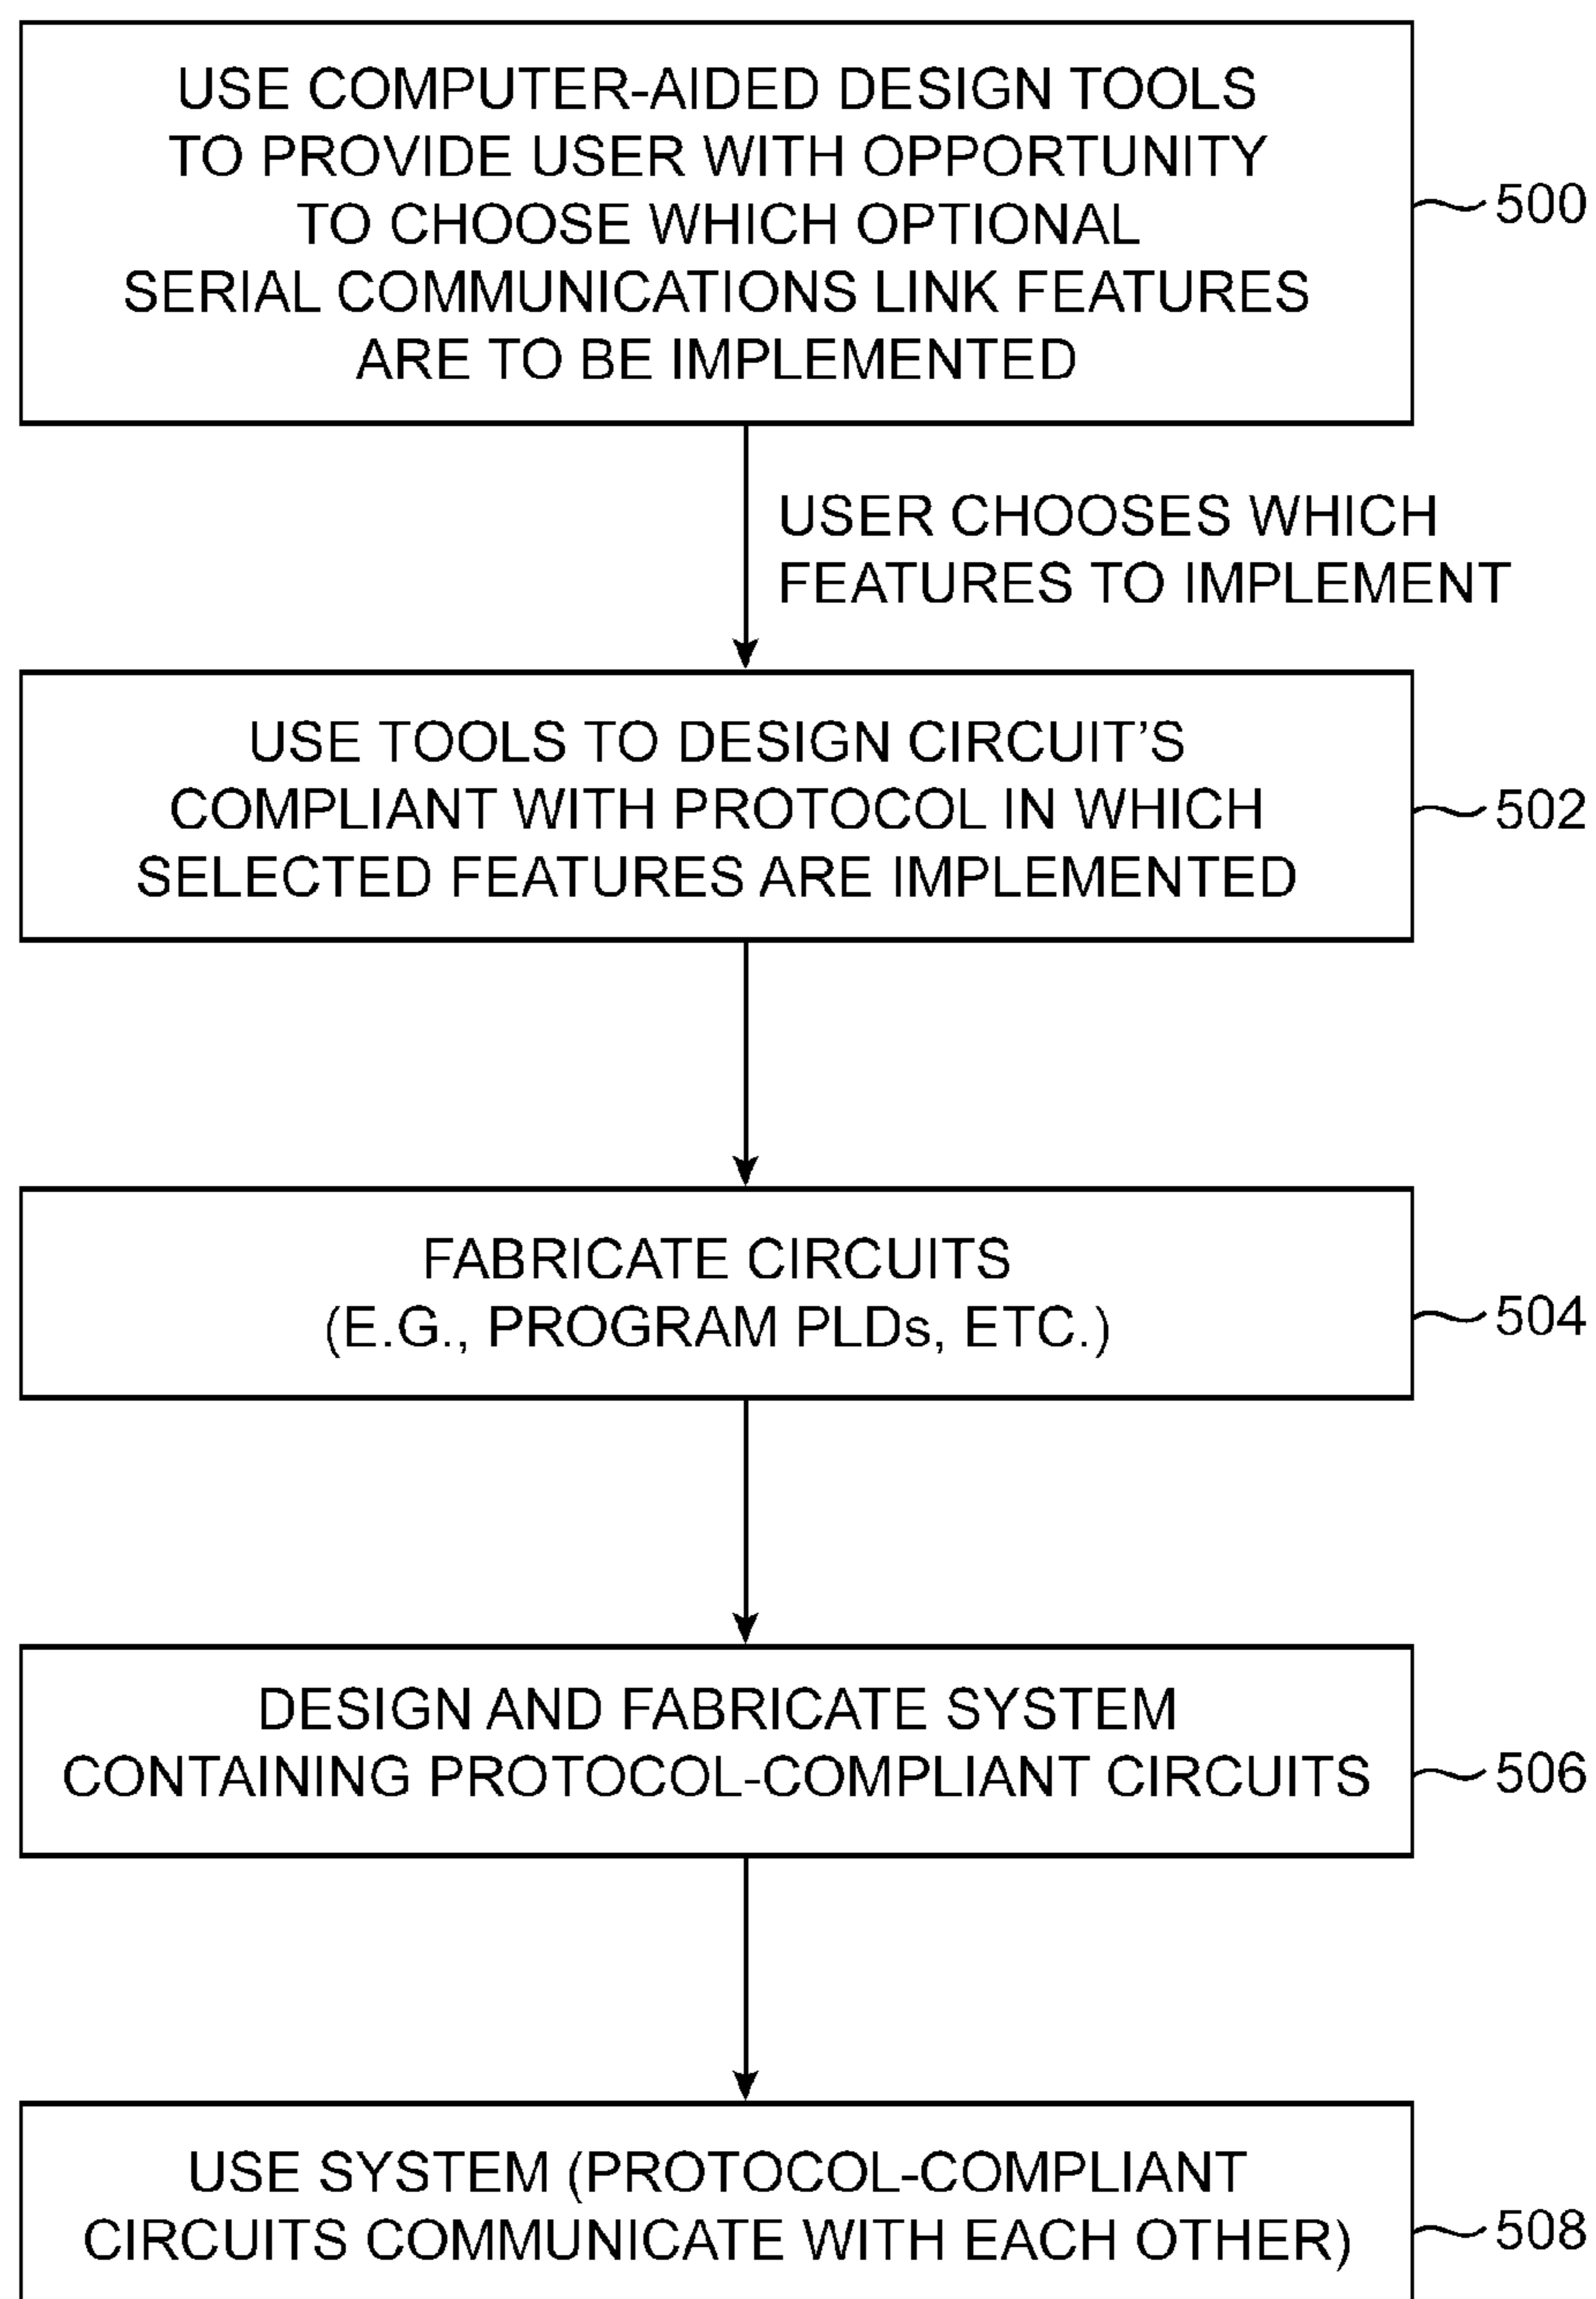 USE COMPUTER-AIDED DESIGN TOOLS
TO PROVIDE USER WITH OPPORTUNITY
TO CHOOSE WHICH OPTIONAL
SERIAL COMMUNICATIONS LINK FEATURES
ARE TO BE IMPLEMENTED
500
USER CHOOSES WHICH
FEATURES TO IMPLEMENT
USE TOOLS TO DESIGN CIRCUIT’S
COMPLIANT WITH PROTOCOL IN WHICH
SELECTED FEATURES ARE IMPLEMENTED
502
FABRICATE CIRCUITS
(E.G., PROGRAM PLDs, ETC.)
504
DESIGN AND FABRICATE SYSTEM
CONTAINING PROTOCOL-COMPLIANT CIRCUITS
506
USE SYSTEM (PROTOCOL-COMPLIANT
CIRCUITS COMMUNICATE WITH EACH OTHER)
508